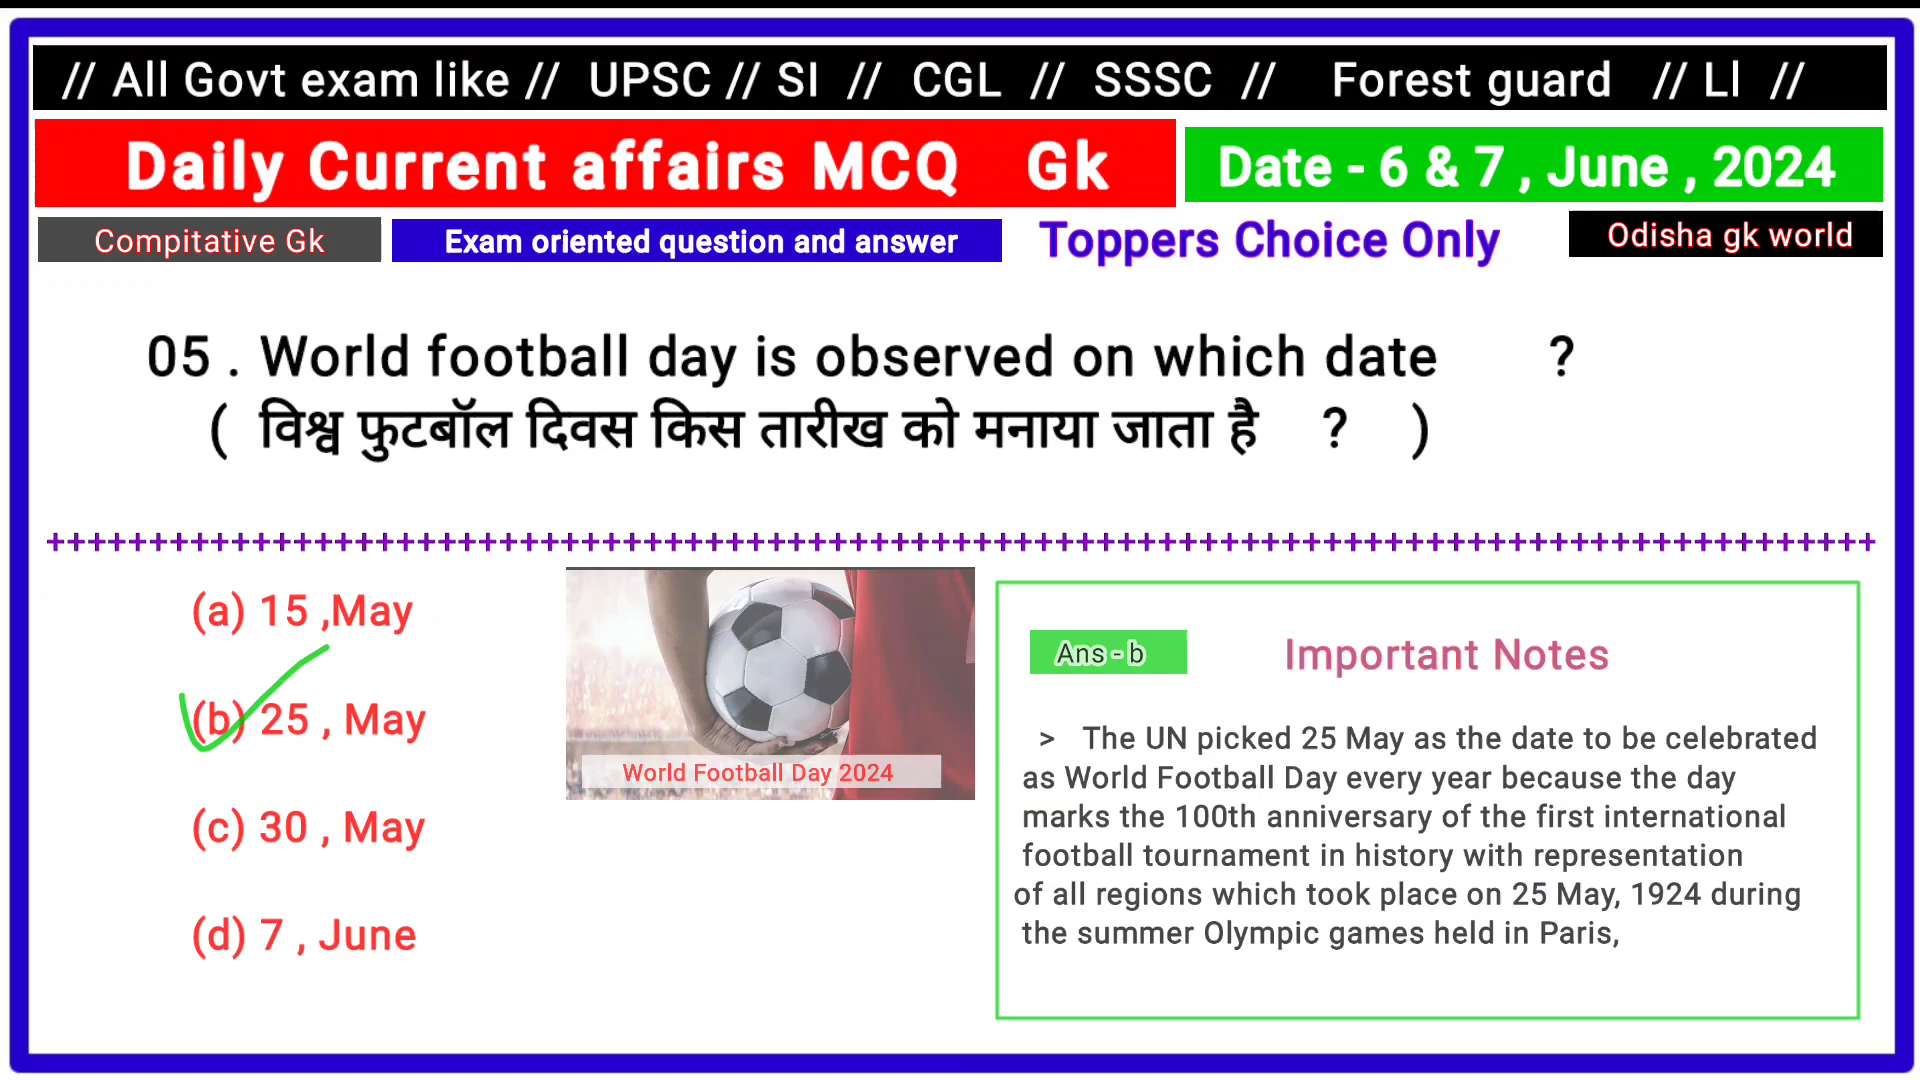 // All Govt exam like // UPSC // SI // CGL // SSSC // Forest guard // Ll //
Daily Current affairs MCQ Gk
Date - 6 & 7 , June , 2024
Compitative Gk
Exam oriented question and answer
Toppers Choice Only
Odisha gk world
05 . World football day is observed on which date ?
( विश्व फुटबॉल दिवस किस तारीख को मनाया जाता है ? )
++++++++++++++++++++++++++++++++++++++++++++++++++++++++++++++++++++++++++++++++++++++++
(a) 15 ,May
(b) 25 , May
(c) 30 , May
(d) 7 , June
World Football Day 2024
Ans - b
Important Notes
> The UN picked 25 May as the date to be celebrated
as World Football Day every year because the day
marks the 100th anniversary of the first international
football tournament in history with representation
of all regions which took place on 25 May, 1924 during
the summer Olympic games held in Paris,